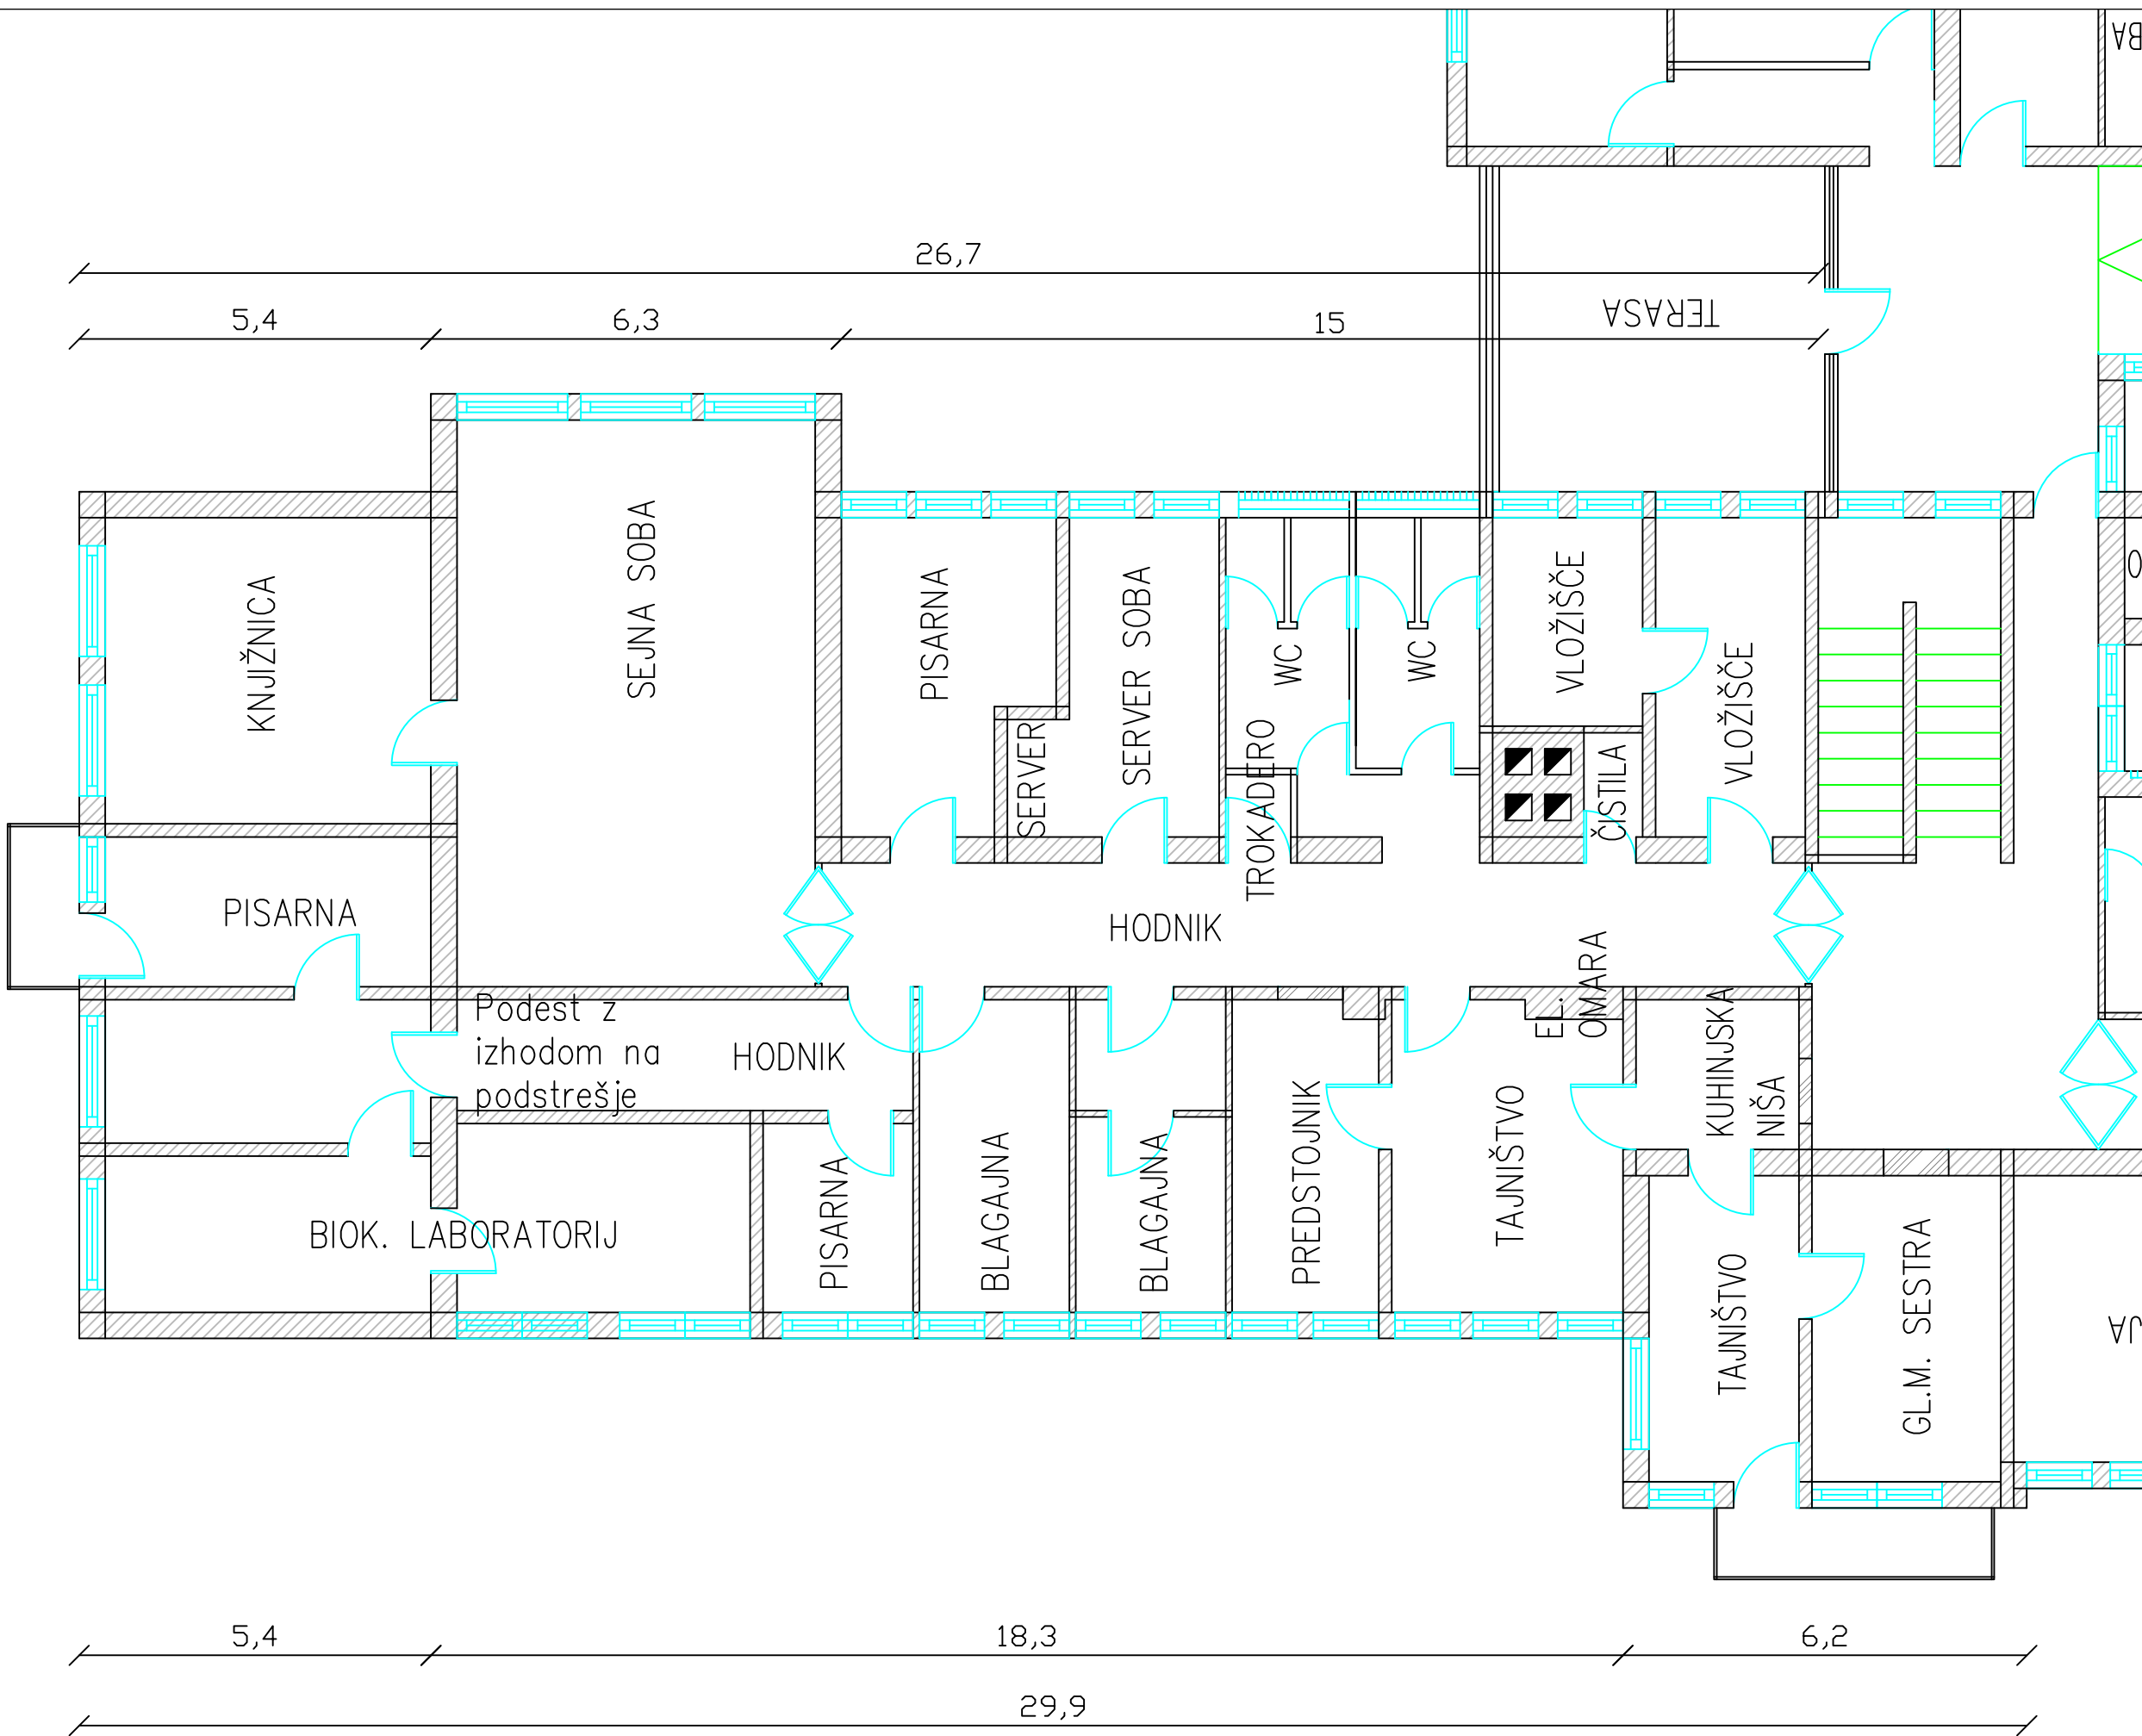 BA
26,7
TERASA
5,4
6,3
15
KNJIŽNICA
SEJNA SOBA
PISARNA
SERVER
SERVER SOBA
WC
WC
TROKADERO
VLOŽIŠČE
VLOŽIŠČE
ČISTILA
PISARNA
HODNIK
Podest z
izhodom na
podstrešje
HODNIK
EL.
OMARA
KUHINJSKA
NIŠA
BIOK. LABORATORIJ
PISARNA
BLAGAJNA
BLAGAJNA
PREDSTOJNIK
TAJNIŠTVO
TAJNIŠTVO
GL.M. SESTRA
JA
5,4
18,3
6,2
29,9